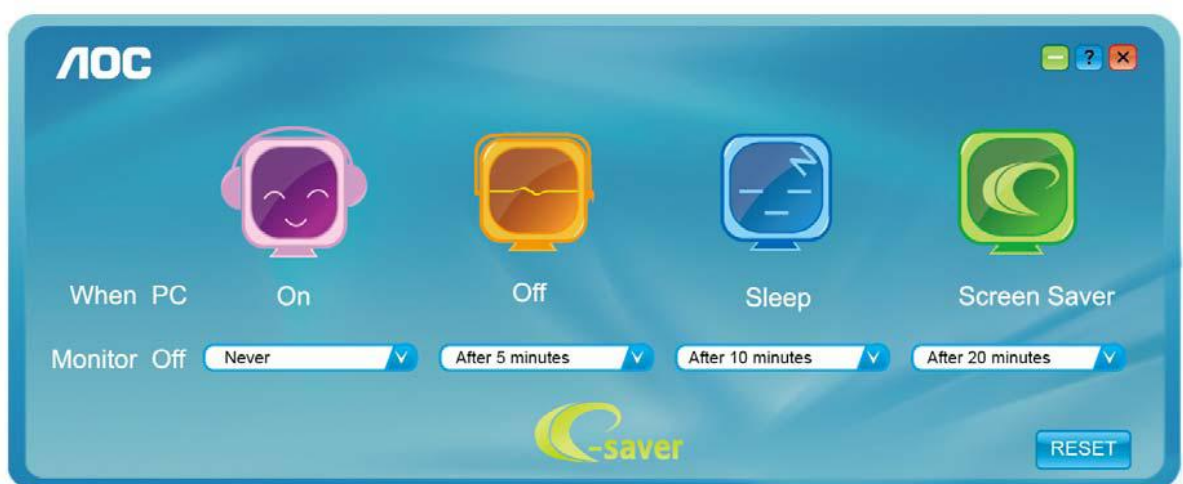 AOC
?
When PC On Off Sleep Screen Saver
Monitor Off Never After 5 minutes After 10 minutes After 20 minutes
e-saver
RESET